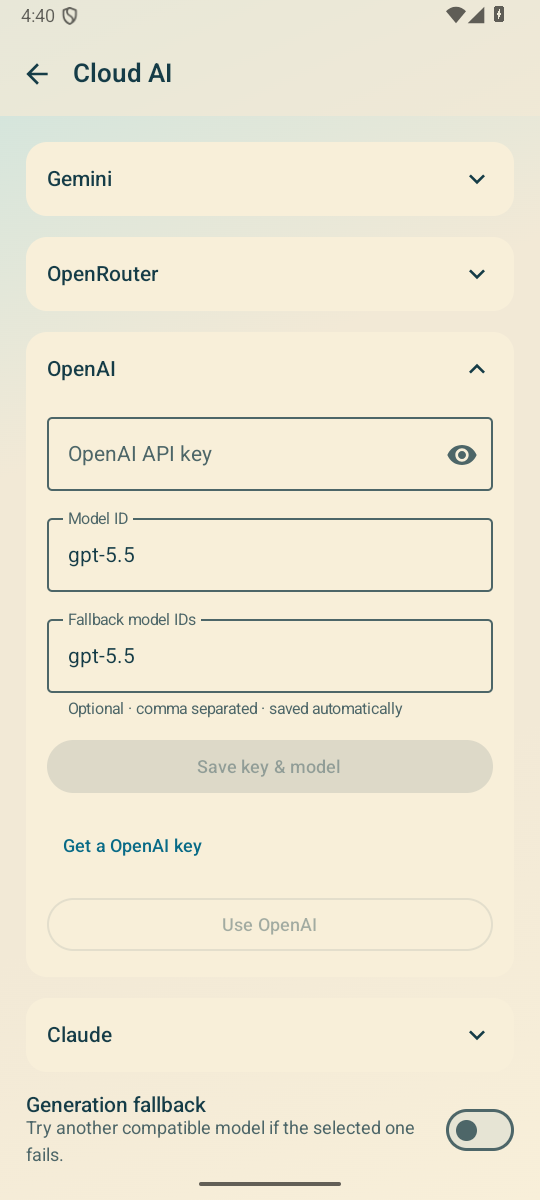 4:40
Cloud AI
Gemini
OpenRouter
OpenAI
OpenAI API key
Model ID
gpt-5.5
Fallback model IDs
gpt-5.5
Optional · comma separated · saved automatically
Save key & model
Get a OpenAI key
Use OpenAI
Claude
Generation fallback
Try another compatible model if the selected one
fails.